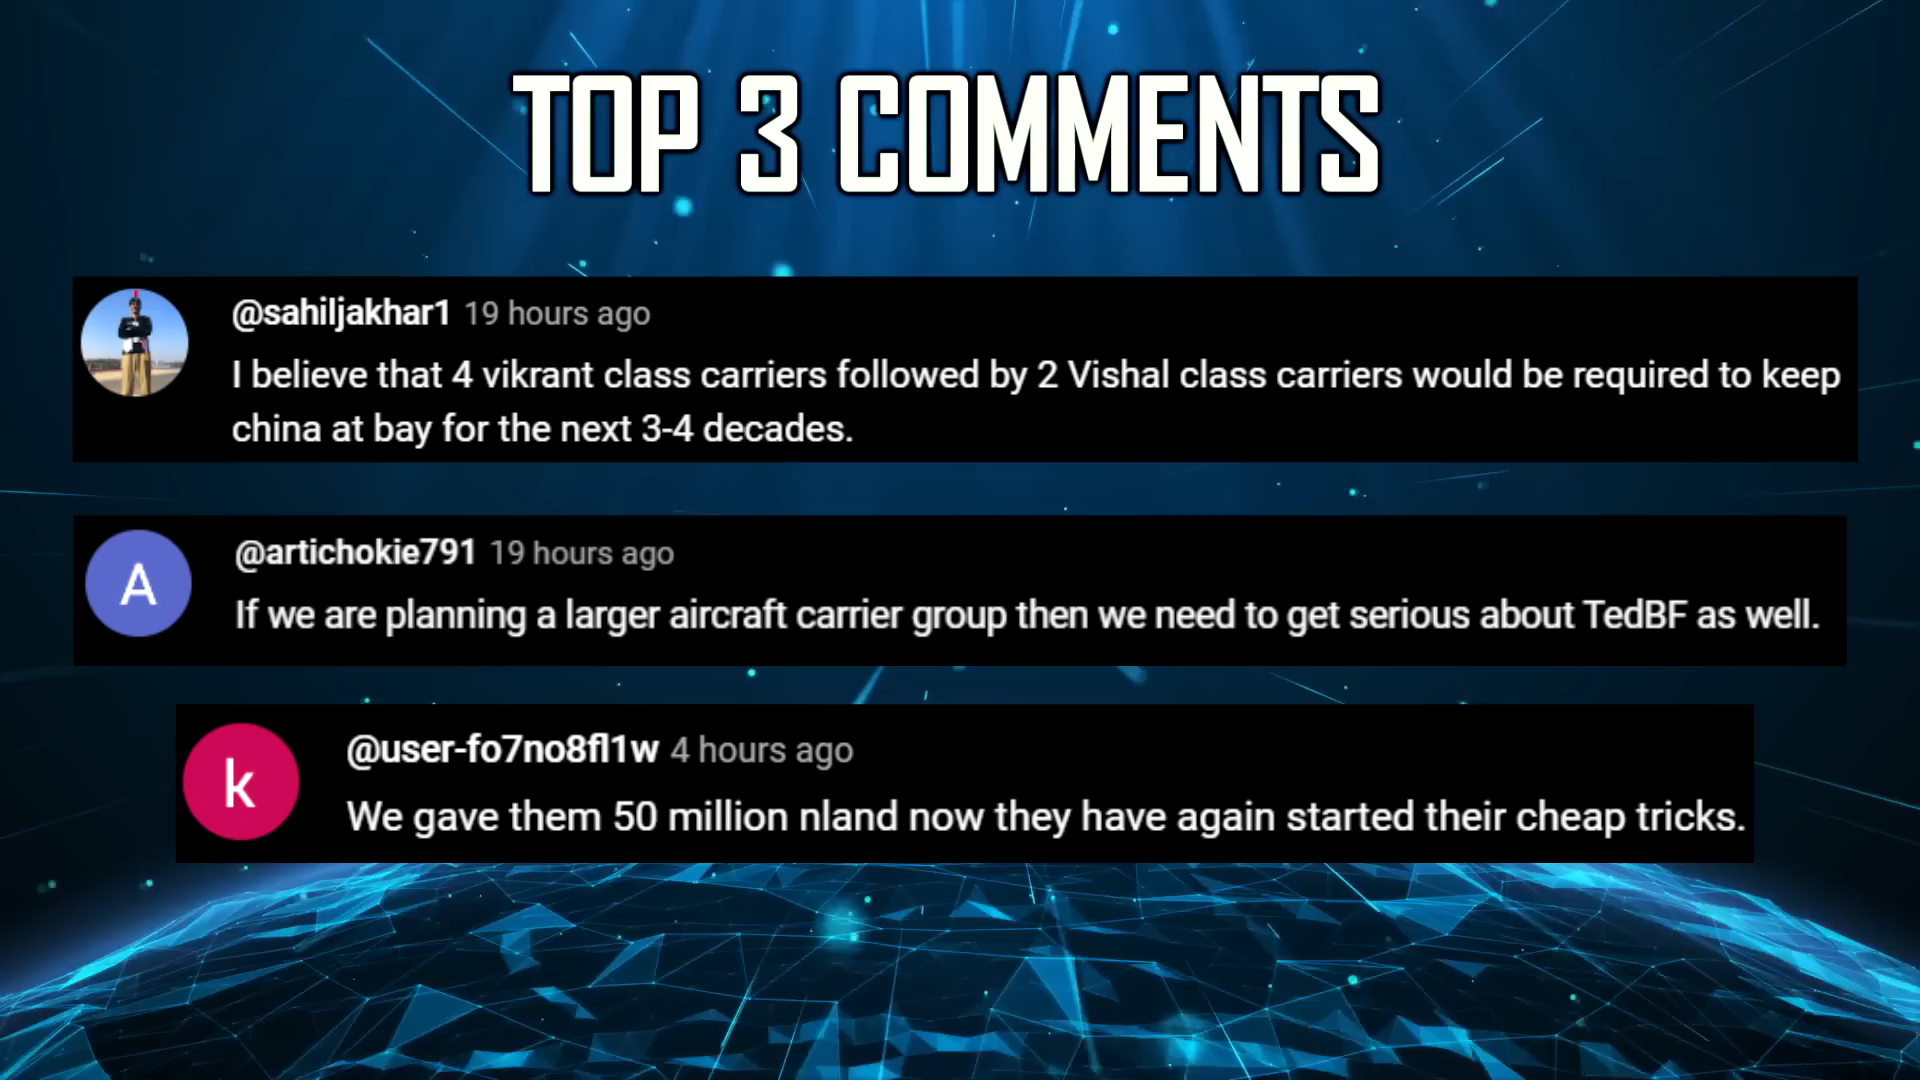 TOP 3 COMMENTS
@sahiljakhar1 19 hours ago
I believe that 4 vikrant class carriers followed by 2 Vishal class carriers would be required to keep
china at bay for the next 3-4 decades.
A
@artichokie791 19 hours ago
If we are planning a larger aircraft carrier group then we need to get serious about TedBF as well.
k
@user-fo7no8fl1w 4 hours ago
We gave them 50 million nland now they have again started their cheap tricks.